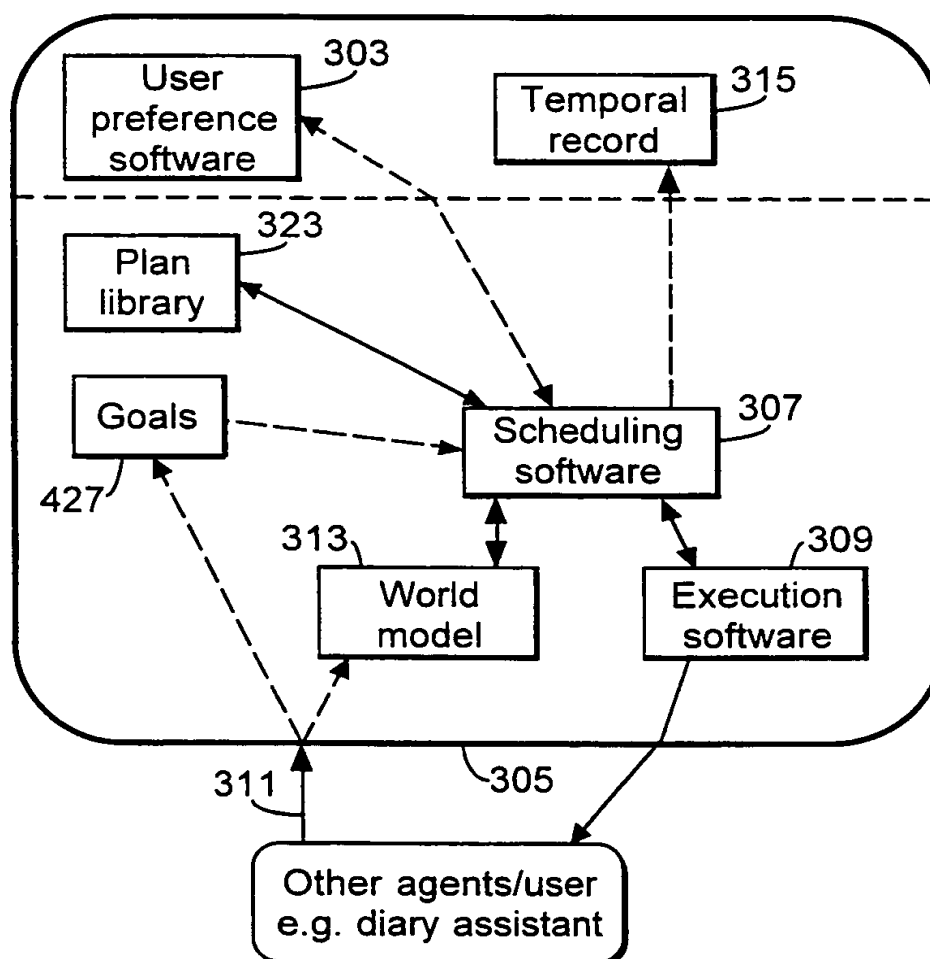 303
User
preference
software
315
Temporal
record
323
Plan
library
Goals
427
307
Scheduling
software
313
World
model
309
Execution
software
311
305
Other agents/user
e.g. diary assistant